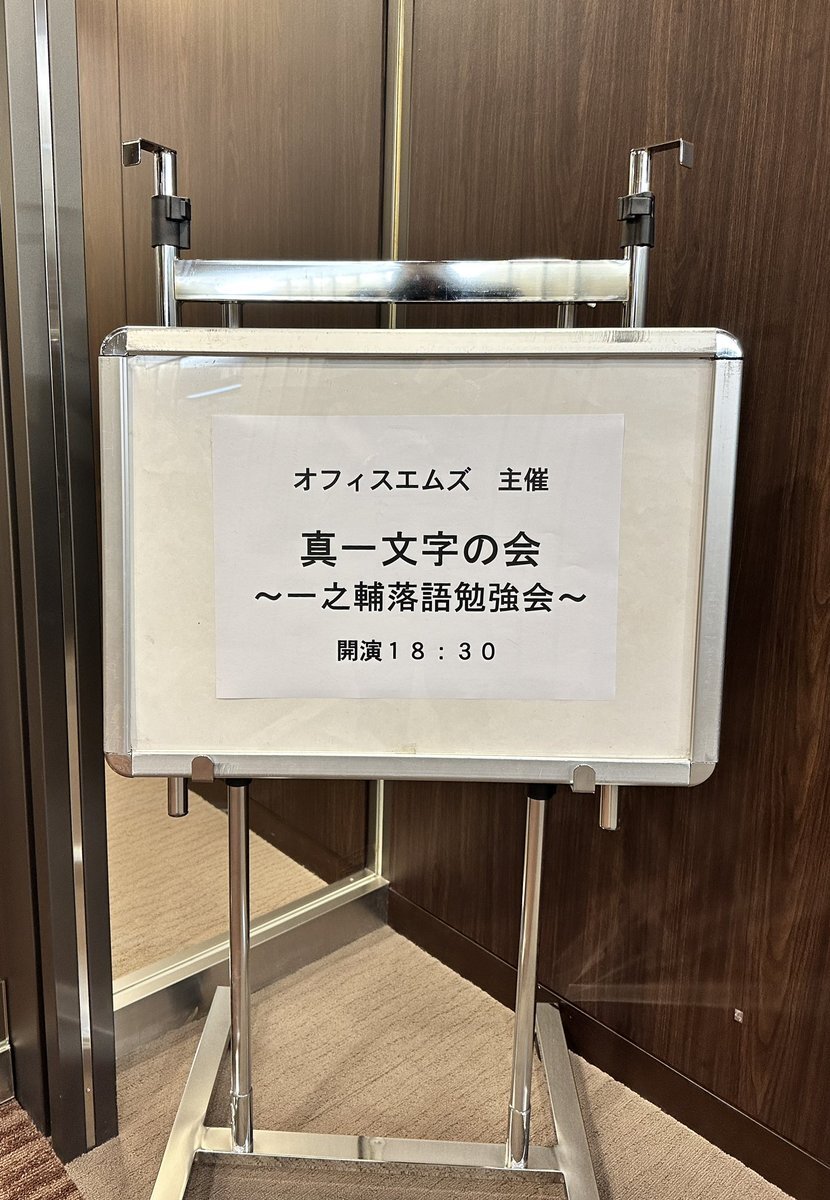 オフィスエムズ　主催
真一文字の会
～一之輔落語勉強会～
開演１８：３０